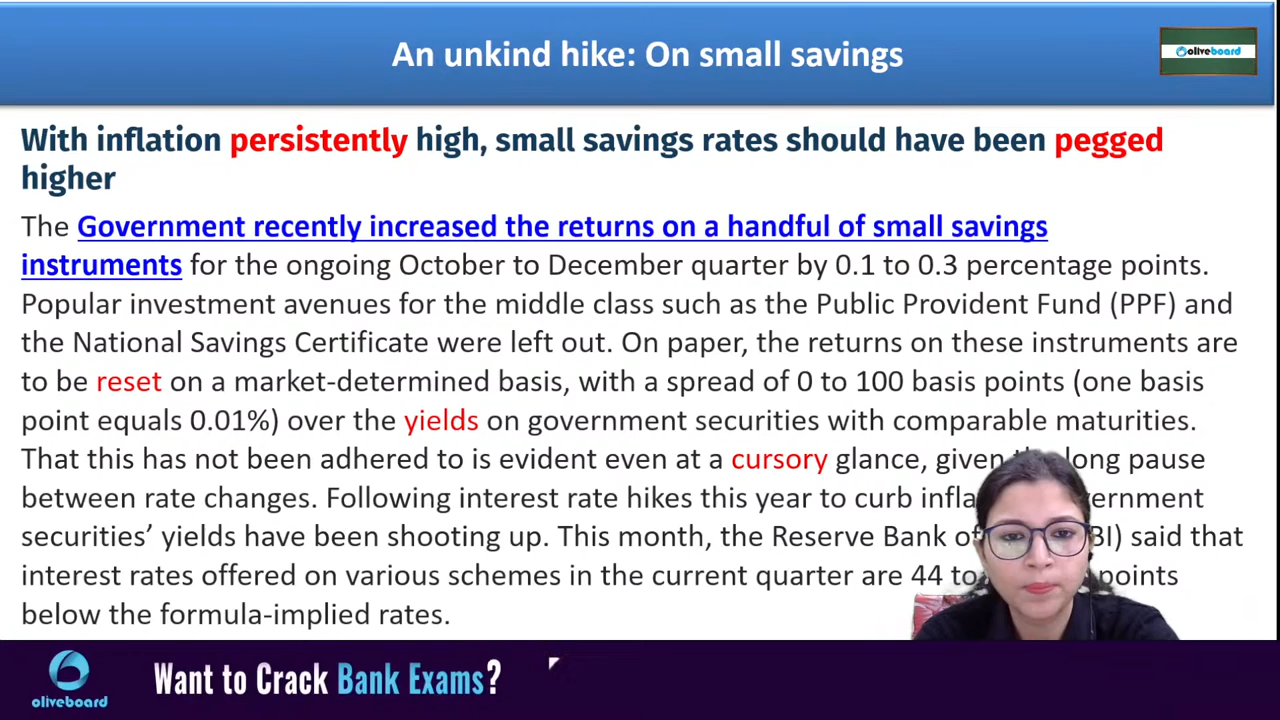 An unkind hike: On small savings
oliveboard
With inflation persistently high, small savings rates should have been pegged
higher
The Government recently increased the returns on a handful of small savings
instruments for the ongoing October to December quarter by 0.1 to 0.3 percentage points.
Popular investment avenues for the middle class such as the Public Provident Fund (PPF) and
the National Savings Certificate were left out. On paper, the returns on these instruments are
to be reset on a market-determined basis, with a spread of 0 to 100 basis points (one basis
point equals 0.01%) over the yields on government securities with comparable maturities.
That this has not been adhered to is evident even at a cursory glance, given long pause
between rate changes. Following interest rate hikes this year to curb
securities’ yields have been shooting up. This month, the Reserve Bank said that
interest rates offered on various schemes in the current quarter are 44 points
below the formula-implied rates.
Want to Crack Bank Exams?
oliveboard